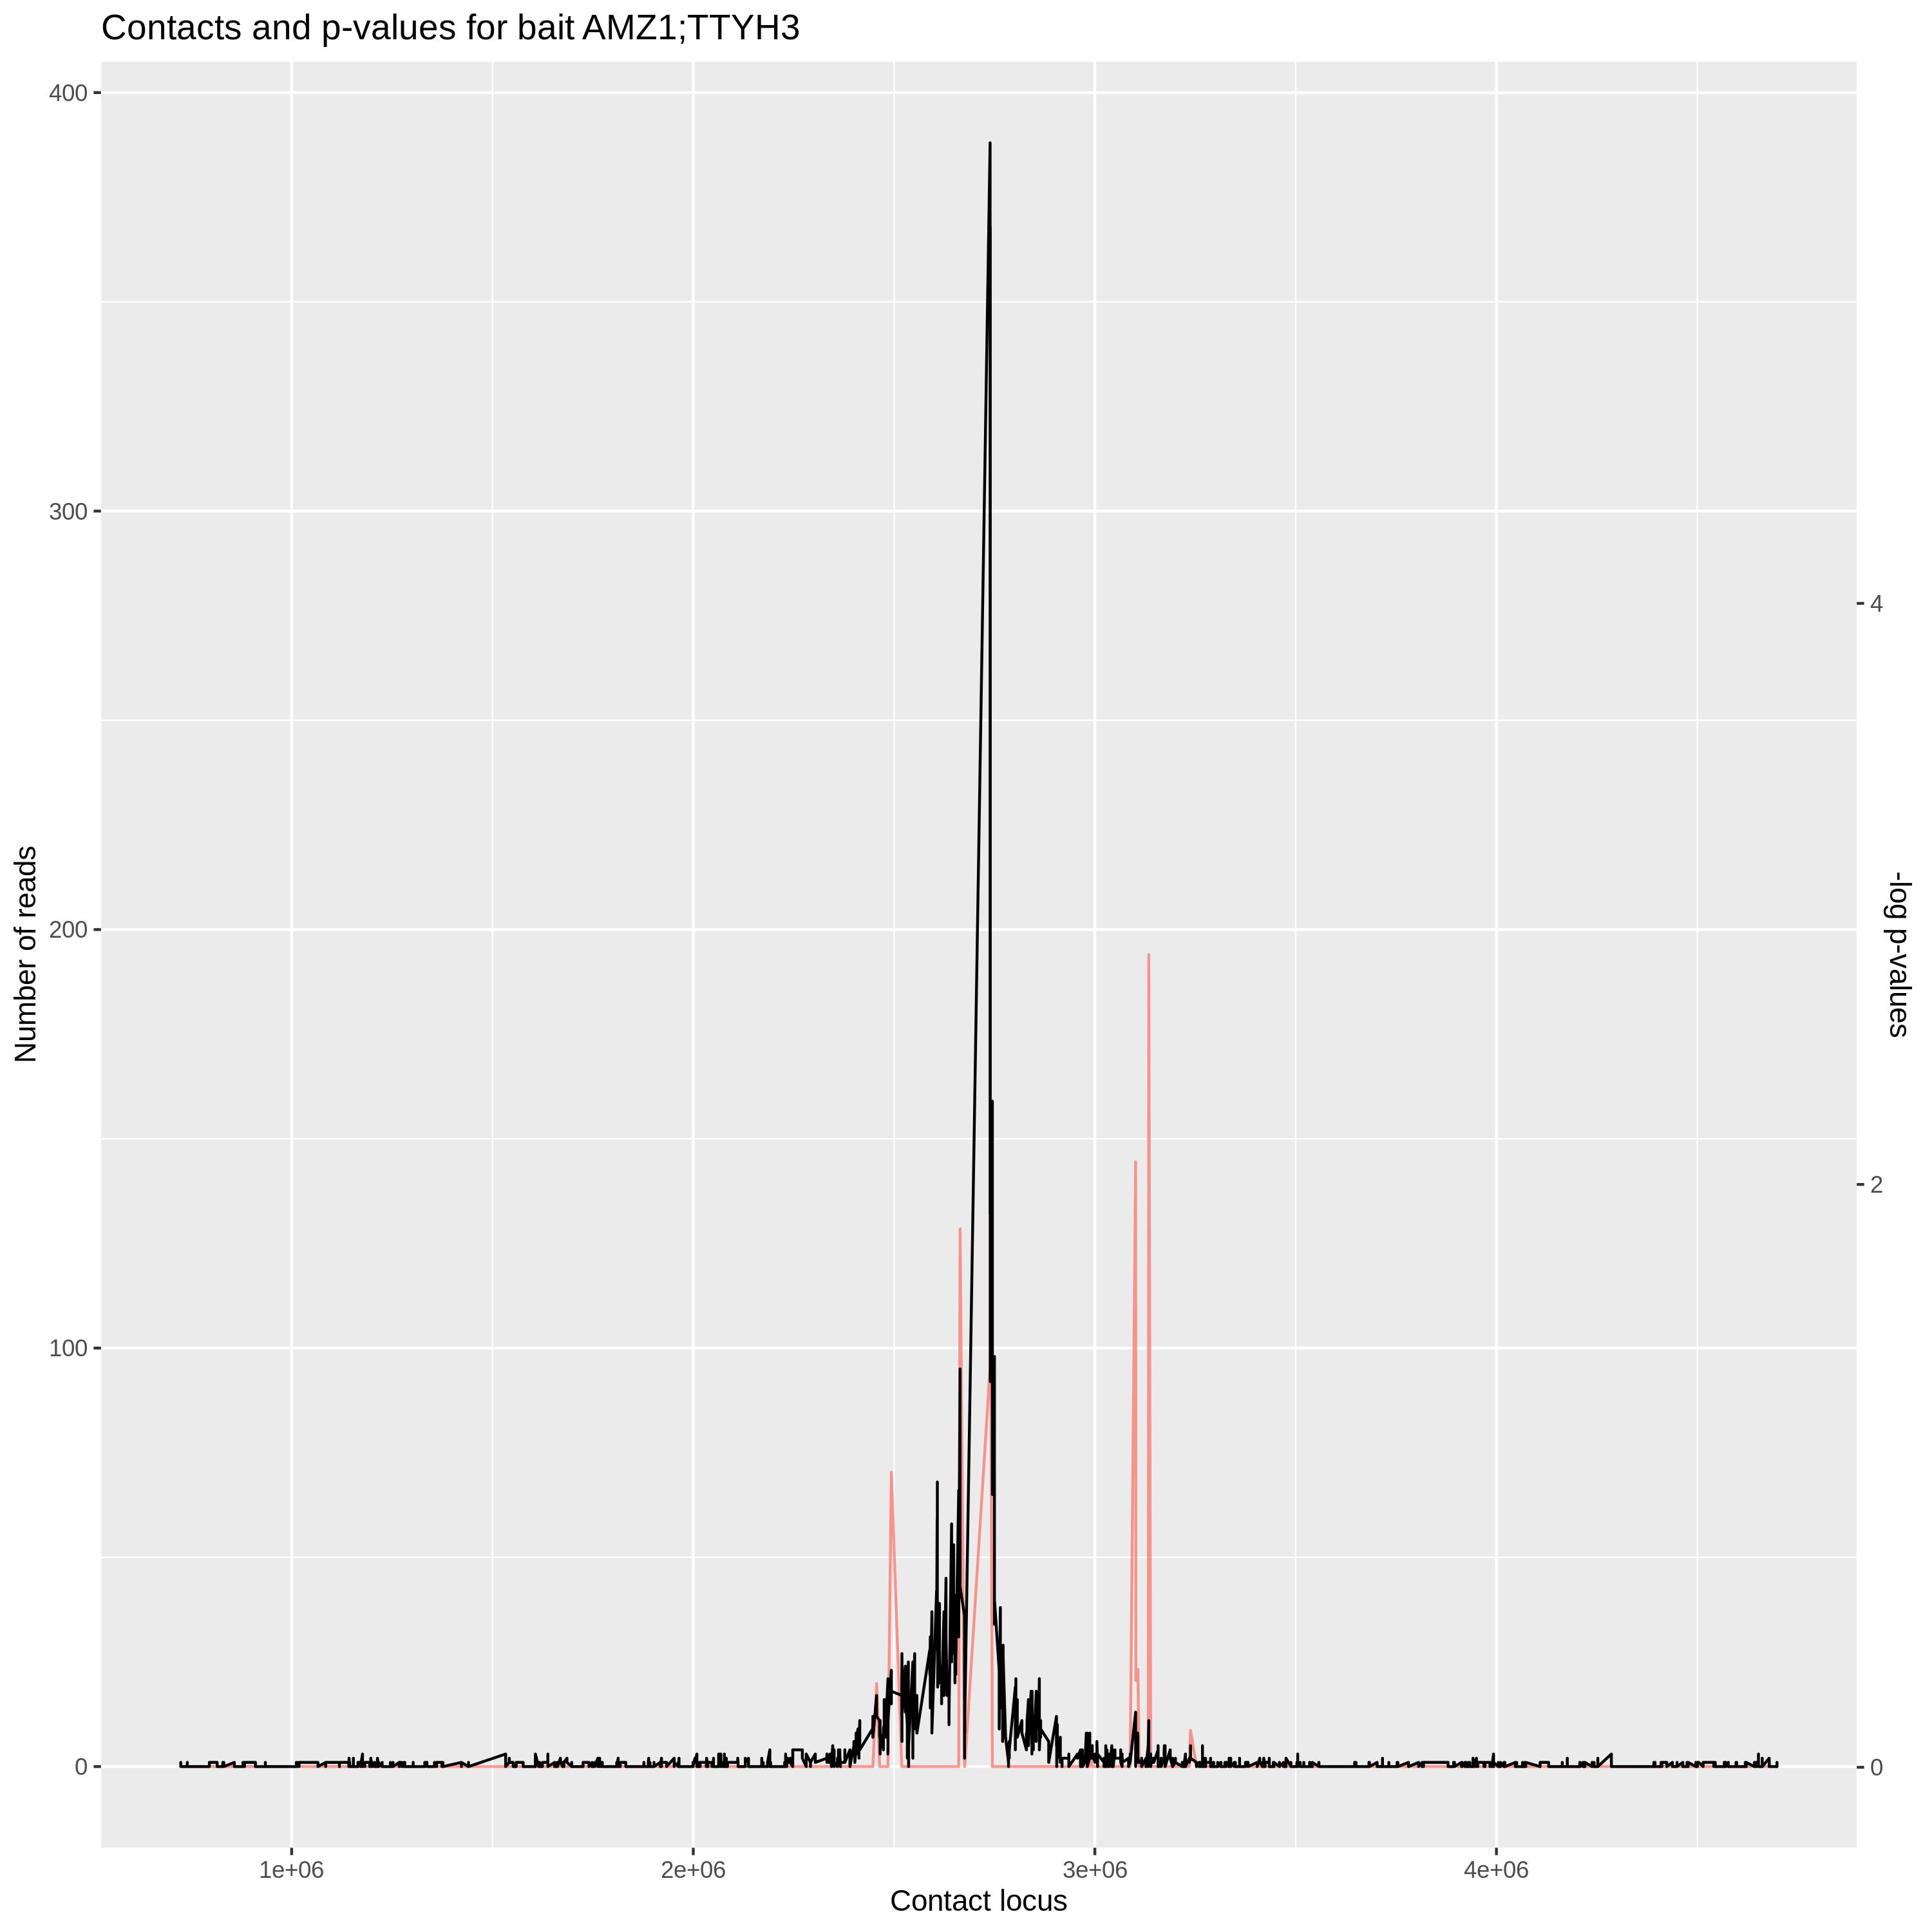 Contacts and p-values for bait AMZ1;TTYH3
400
300
200
100
0
Number of reads
4
2
0
-log p-values
1e+06
2e+06
3e+06
4e+06
Contact locus